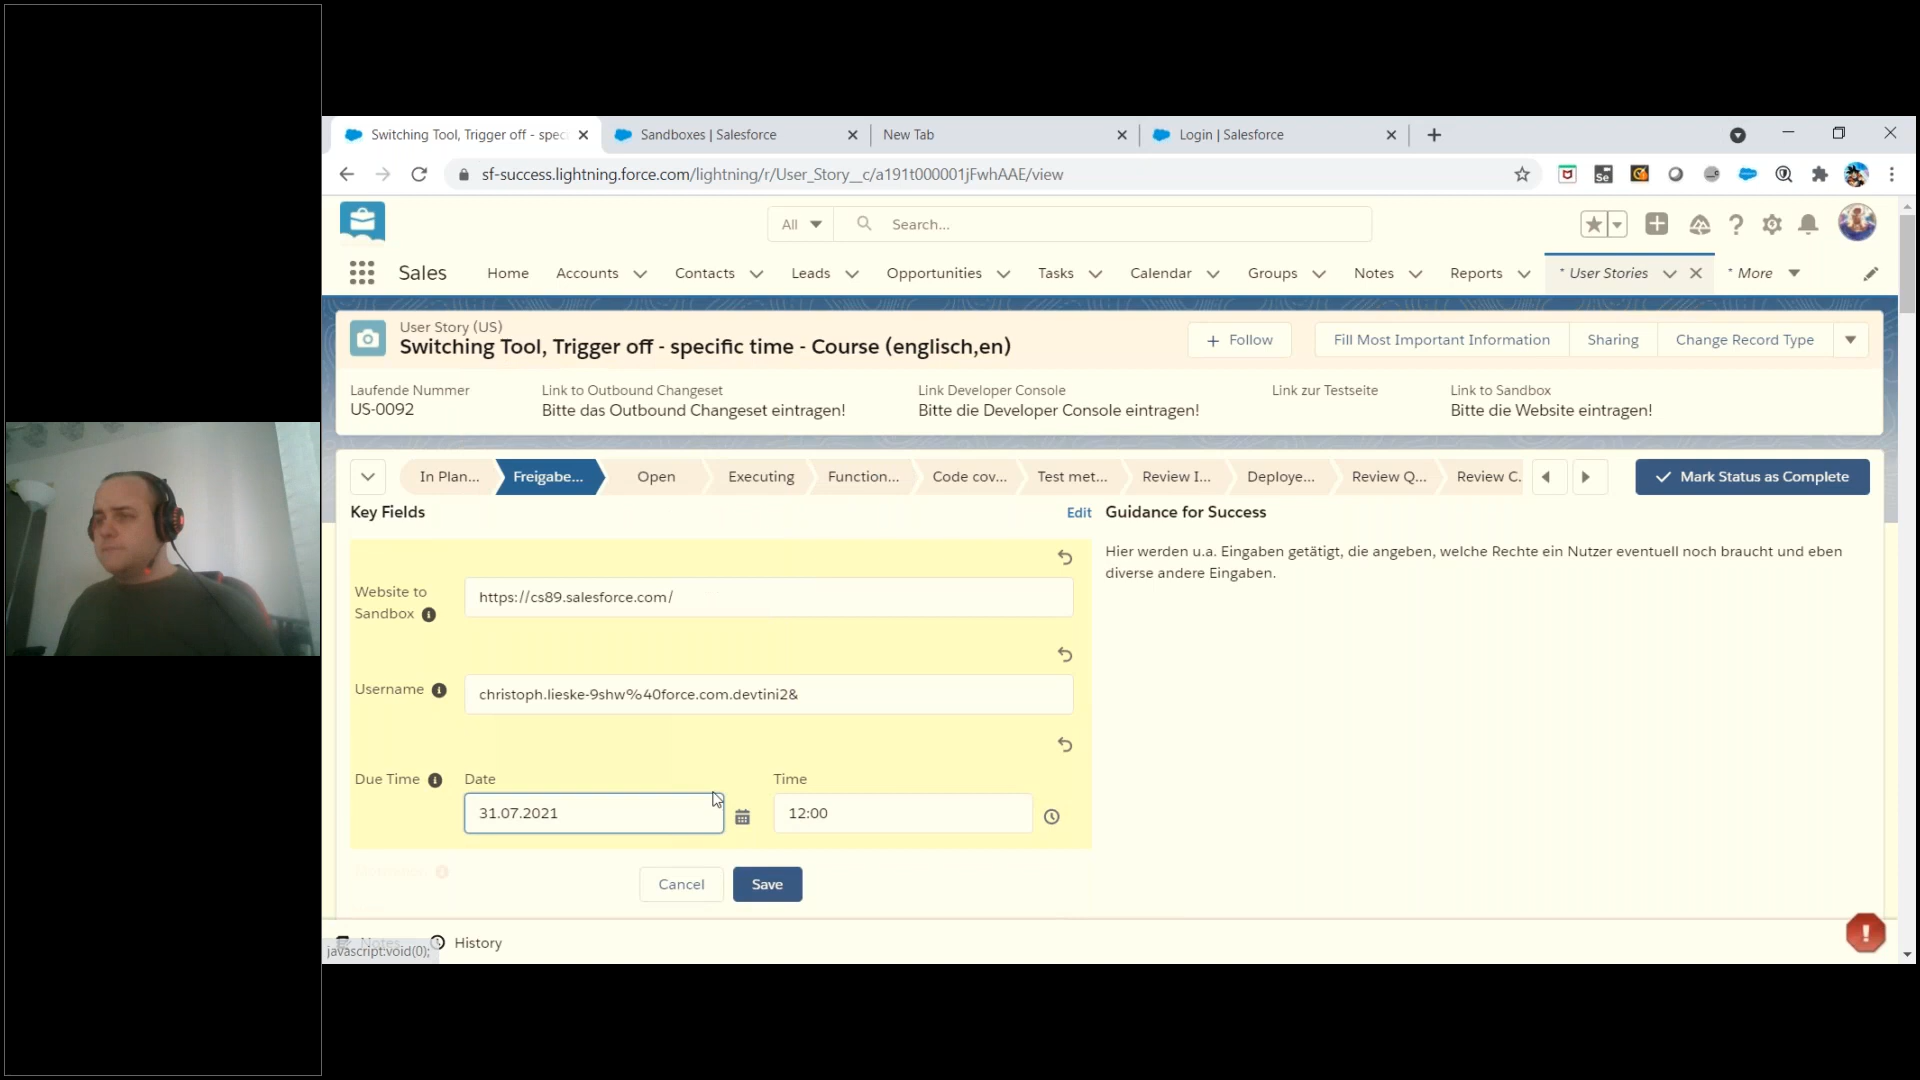 Switching Tool, Trigger off - spec
Sandboxes | Salesforce
New Tab
Login | Salesforce
sf-success.lightning.force.com/lightning/r/User_Story__c/a191t000001jFwhAAE/view
All
Search...
Sales
Home
Accounts
Contacts
Leads
Opportunities
Tasks
Calendar
Groups
Notes
Reports
* User Stories
* More
User Story (US)
Switching Tool, Trigger off - specific time - Course (englisch,en)
Follow
Fill Most Important Information
Sharing
Change Record Type
Laufende Nummer
US-0092
Link to Outbound Changeset
Bitte das Outbound Changeset eintragen!
Link Developer Console
Bitte die Developer Console eintragen!
Link zur Testseite
Link to Sandbox
Bitte die Website eintragen!
In Plan...
Freigabe...
Open
Executing
Function...
Code cov...
Test met...
Review I...
Deploye...
Review Q...
Review C.
Mark Status as Complete
Key Fields
Edit
Guidance for Success
Hier werden u.a. Eingaben getätigt, die angeben, welche Rechte ein Nutzer eventuell noch braucht und eben
diverse andere Eingaben.
Website to
Sandbox
https://cs89.salesforce.com/
Username
christoph.lieske-9shw%40force.com.devtini2&
Due Time
Date
Time
31.07.2021
12:00
Cancel
Save
Notes
History
javascript:void(0);